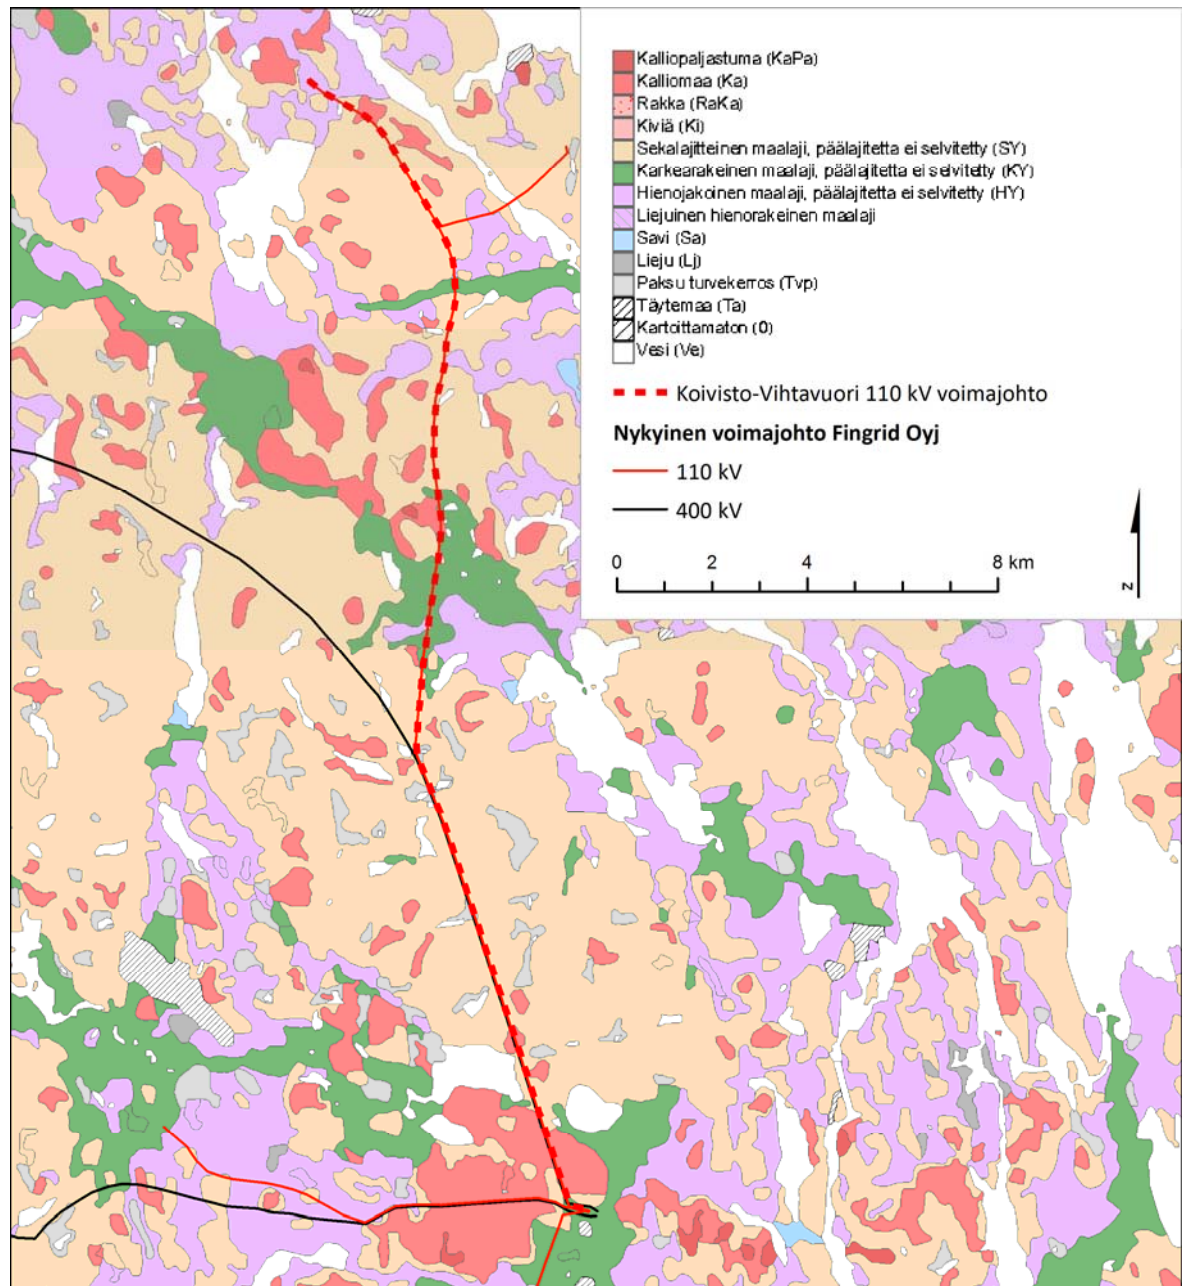 Kalliopaljastuma (KaPa)
Kalliomaa (Ka)
Rakka (RaKa)
Kiviä (Ki)
Sekalajitteinen maalaji, päälajitetta ei selvitetty (SY)
Karkearakeinen maalaji, päälajitetta ei selvitetty (KY)
Hienojakoinen maalaji, päälajitetta ei selvitetty (HY)
Liejuinen hienorakeinen maalaji
Savi (Sa)
Lieju (Lj)
Paksu turvekerros (Tvp)
Täytemaa (Ta)
Kartoittamaton (0)
Vesi (Ve)
Koivisto-Vihtavuori 110 kV voimajohto
Nykyinen voimajohto Fingrid Oyj
110 kV
400 kV
0 2 4 8 km
N